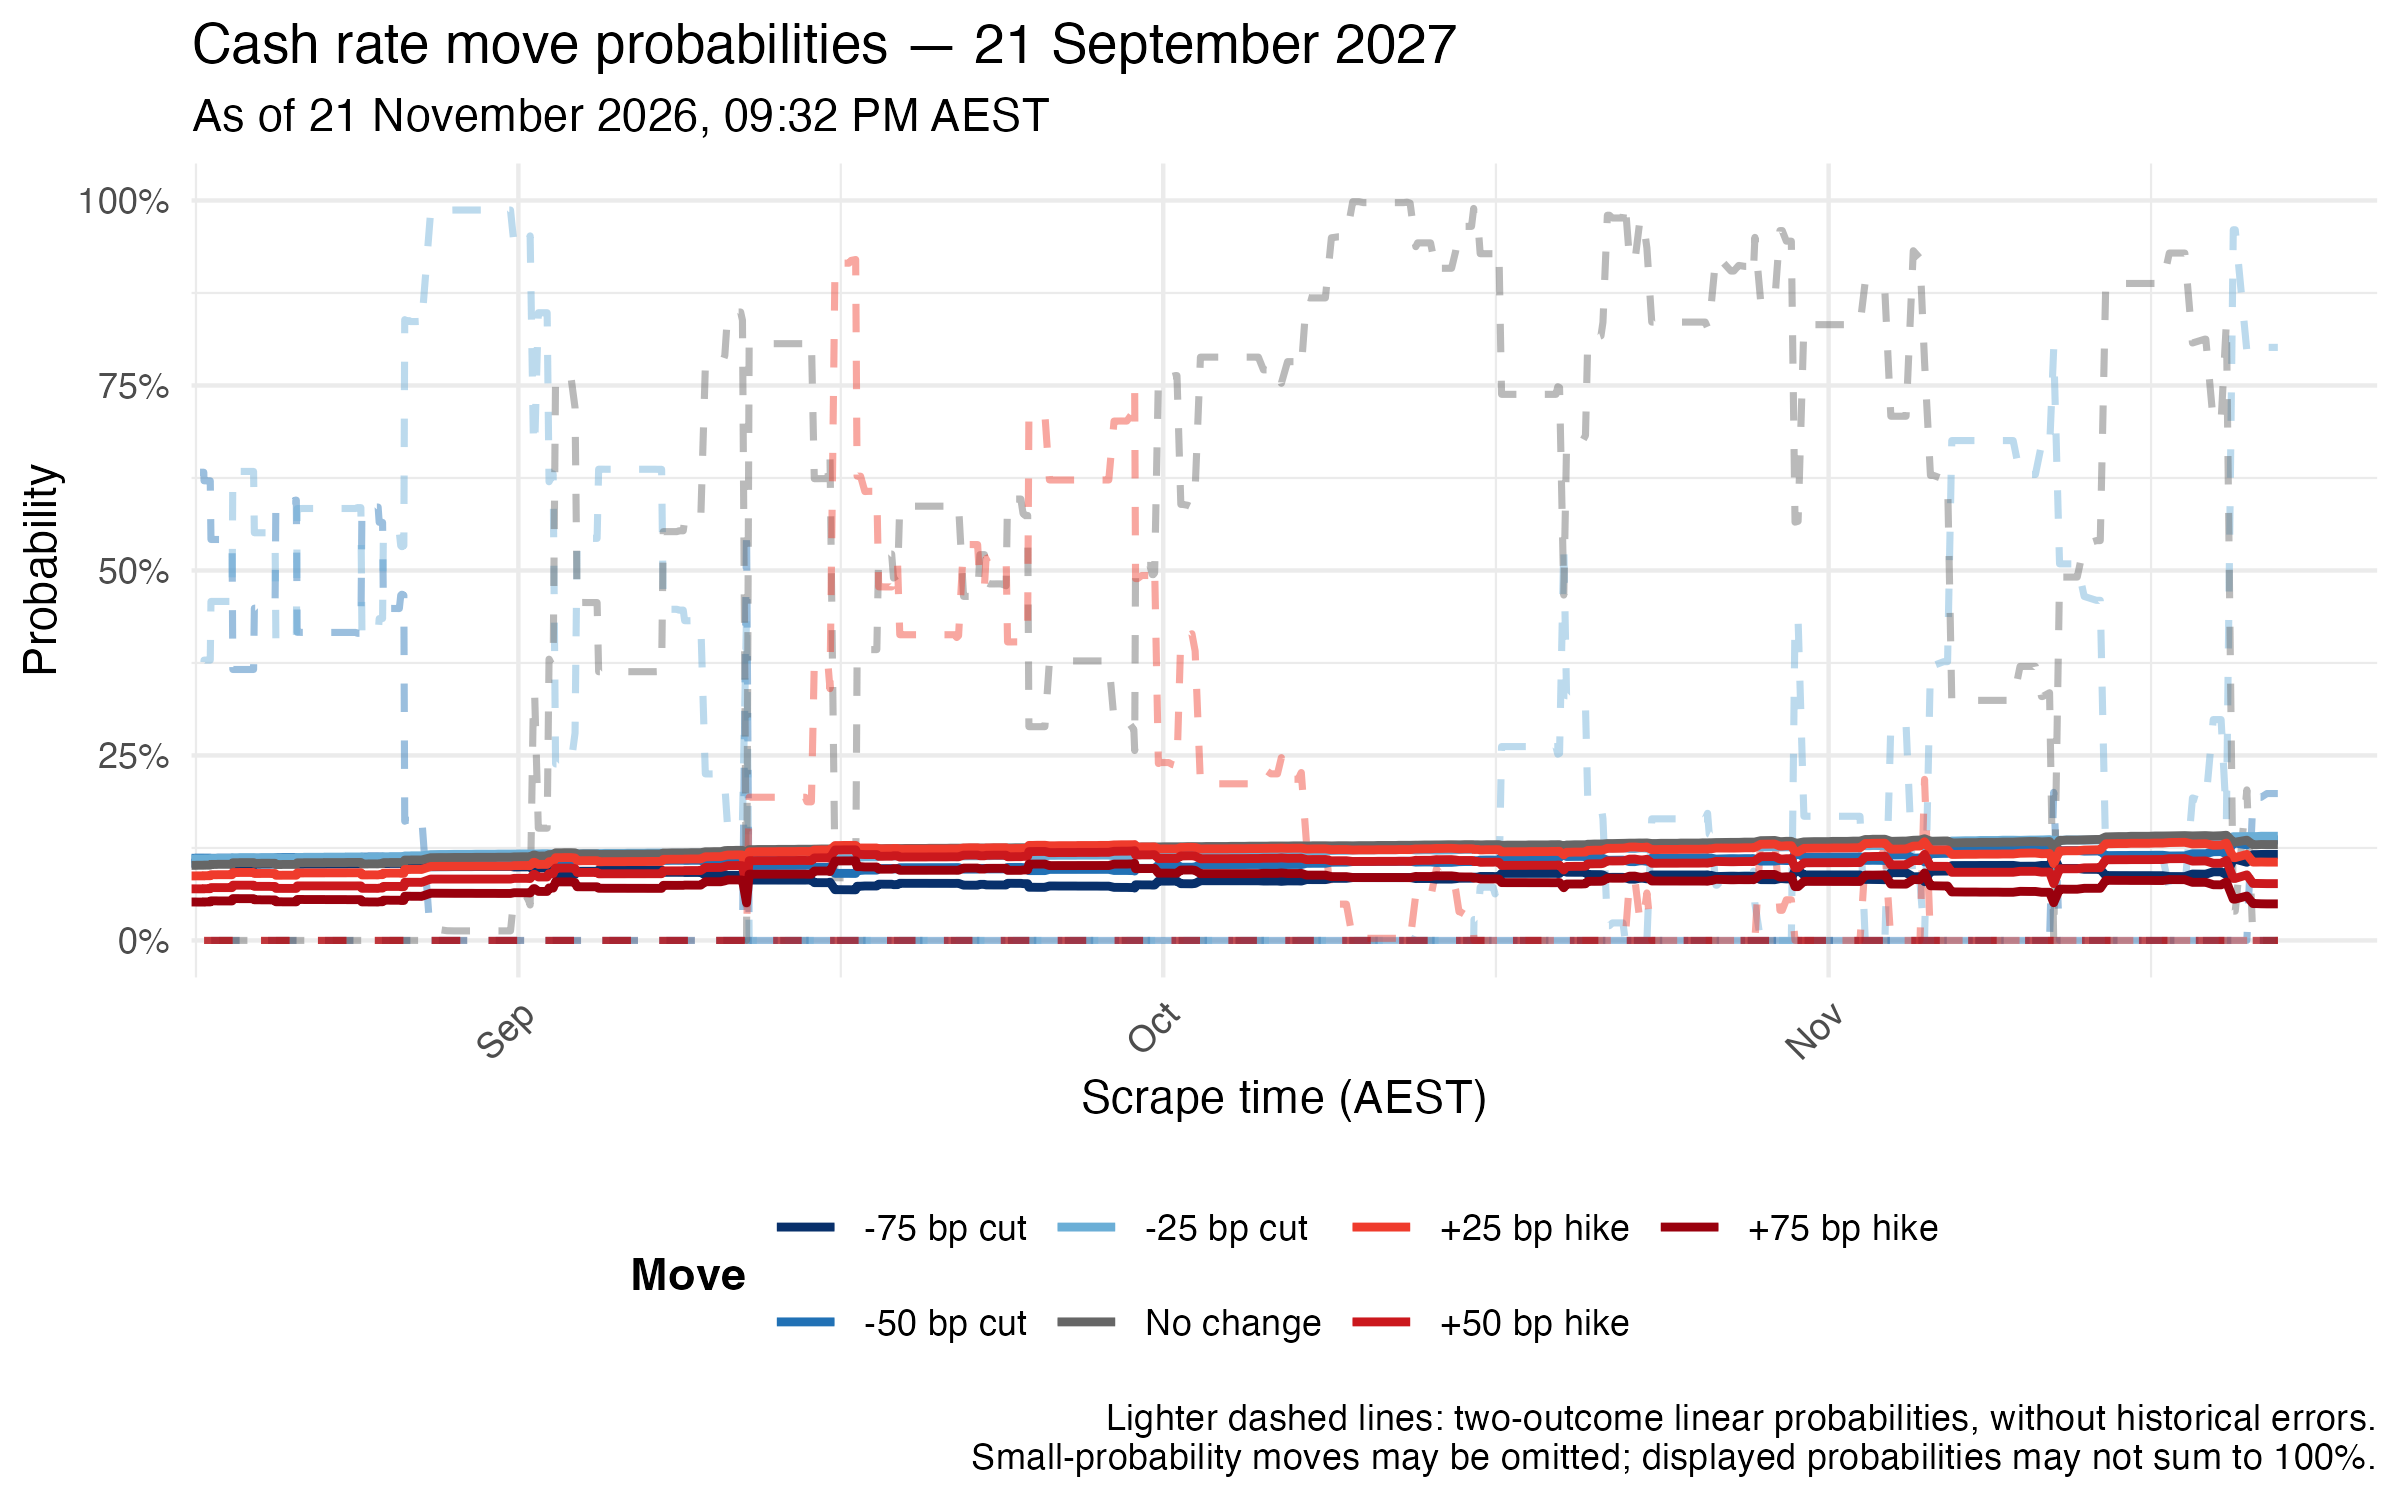 Cash rate move probabilities — 21 September 2027
As of 21 November 2026, 09:32 PM AEST
Probability
100%
75%
50%
25%
0%
Sep
Oct
Nov
Scrape time (AEST)
Move
-75 bp cut
-25 bp cut
+25 bp hike
+75 bp hike
-50 bp cut
No change
+50 bp hike
Lighter dashed lines: two-outcome linear probabilities, without historical errors.
Small-probability moves may be omitted; displayed probabilities may not sum to 100%.